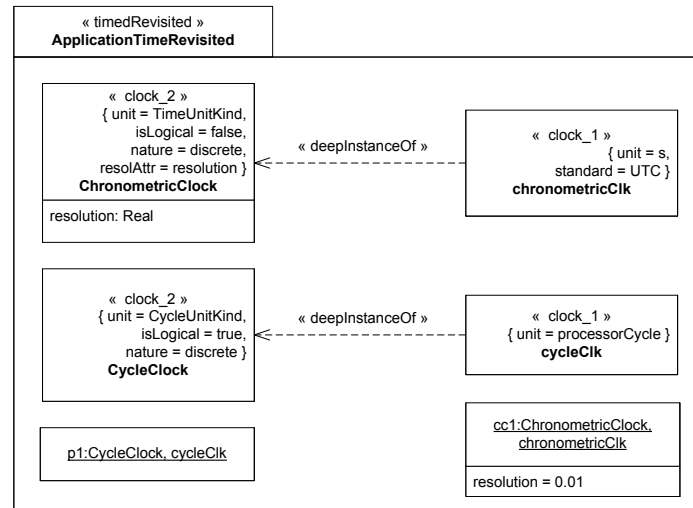 « timedRevisited »
ApplicationTimeRevisited
« clock_2 »
{ unit = TimeUnitKind,
isLogical = false,
nature = discrete,
resolAttr = resolution }
ChronometricClock
resolution: Real
« deepInstanceOf »
« clock_1 »
{ unit = s,
standard = UTC }
chronometricClk
« clock_2 »
{ unit = CycleUnitKind,
isLogical = true,
nature = discrete }
CycleClock
« deepInstanceOf »
« clock_1 »
{ unit = processorCycle }
cycleClk
p1:CycleClock, cycleClk
cc1:ChronometricClock,
chronometricClk
resolution = 0.01